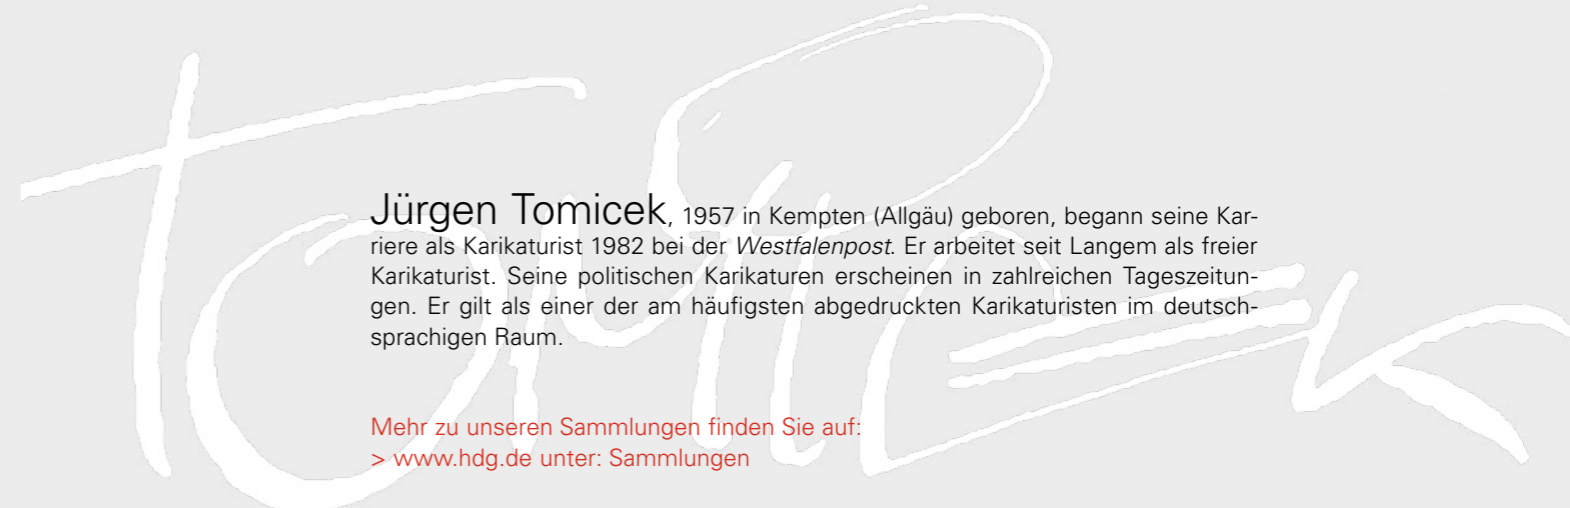 Tomicek
Jürgen Tomicek, 1957 in Kempten (Allgäu) geboren, begann seine Kar-
riere als Karikaturist 1982 bei der Westfalenpost. Er arbeitet seit Langem als freier
Karikaturist. Seine politischen Karikaturen erscheinen in zahlreichen Tageszeitun-
gen. Er gilt als einer der am häufigsten abgedruckten Karikaturisten im deutsch-
sprachigen Raum.
Mehr zu unseren Sammlungen finden Sie auf:
> www.hdg.de unter: Sammlungen